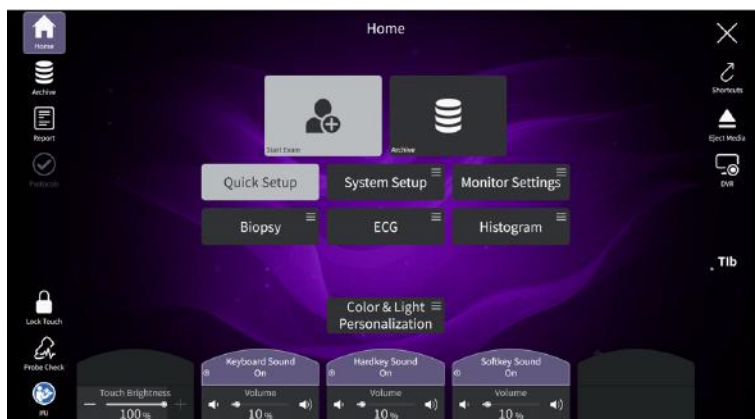 Home
Home
Archive
Report
Protocols
Lock Touch
Probe Check
IFU
Start Exam
Archive
Quick Setup
System Setup
Monitor Settings
Biopsy
ECG
Histogram
Color & Light
Personalization
Touch Brightness
100 %
Keyboard Sound
On
Volume
10 %
Hardkey Sound
On
Volume
10 %
Softkey Sound
On
Volume
10 %
Shortcuts
Eject Media
DVR
TIb